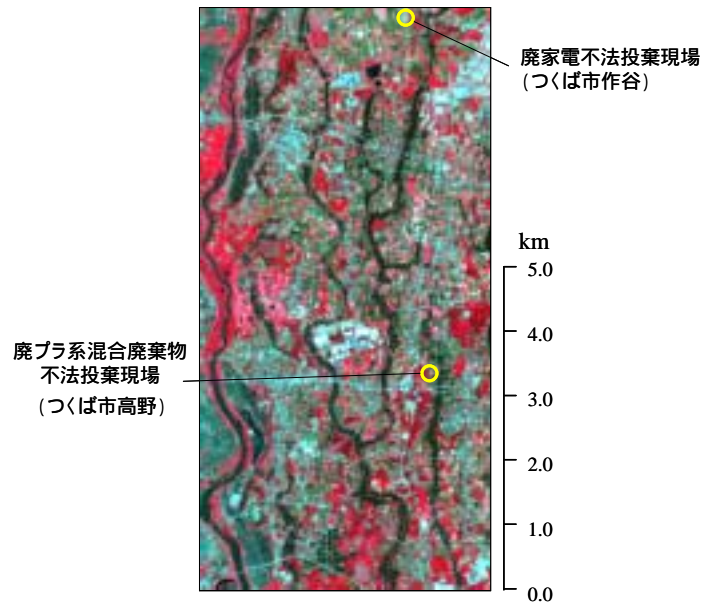 廃家電不法投棄現場
(つくば市作谷)
km
5.0
4.0
廃プラ系混合廃棄物
不法投棄現場
(つくば市高野)
3.0
2.0
1.0
0.0